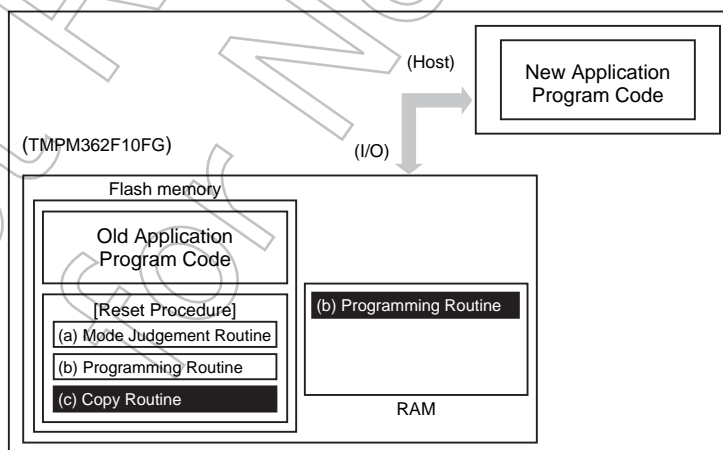 (Host)
New Application
Program Code
(TMPM362F10FG)
(I/O)
Flash memory
Old Application
Program Code
[Reset Procedure]
(a) Mode Judgement Routine
(b) Programming Routine
(c) Copy Routine
(b) Programming Routine
RAM